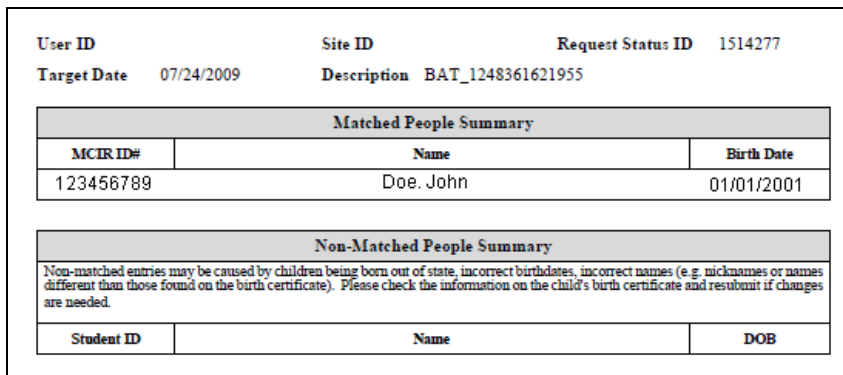 User ID Site ID Request Status ID 1514277
Target Date 07/24/2009 Description BAT_1248361621955
Matched People Summary
MCIR ID# Name Birth Date
123456789 Doe. John 01/01/2001
Non-Matched People Summary
Non-matched entries may be caused by children being born out of state, incorrect birthdates, incorrect names (e.g. nicknames or names
different than those found on the birth certificate). Please check the information on the child's birth certificate and resubmit if changes
are needed.
Student ID Name DOB